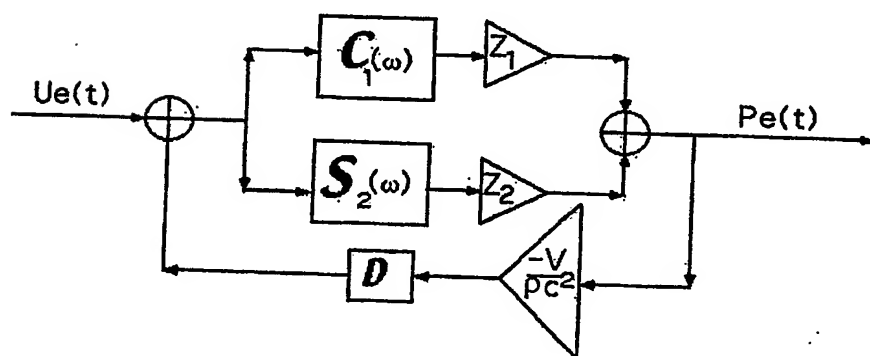 C₁(ω)
Z₁
Ue(t)
Pe(t)
S₂(ω)
Z₂
D
-V
ρc²